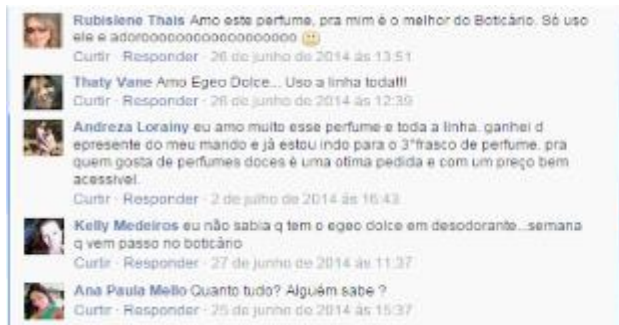 Rubislene Thais Amo este perfume, pra mim é o melhor do Boticário. Só uso
ele e adoroooooooooooooooooo
Curtir · Responder · 26 de junho de 2014 às 13:51
Thaty Vane Amo Egeo Dolce... Uso a linha toda!!!
Curtir · Responder · 26 de junho de 2014 às 12:39
Andreza Lorainy eu amo muito esse perfume e toda a linha. ganhei d
epresente do meu marido e já estou indo para o 3°frasco de perfume. pra
quem gosta de perfumes doces é uma otima pedida e com um preço bem
acessivel.
Curtir · Responder · 2 de julho de 2014 às 16:43
Kelly Medeiros eu não sabia q tem o egeo dolce em desodorante...semana
q vem passo no boticário
Curtir · Responder · 27 de junho de 2014 às 11:37
Ana Paula Mello Quanto tudo? Alguém sabe ?
Curtir · Responder · 25 de junho de 2014 às 15:37